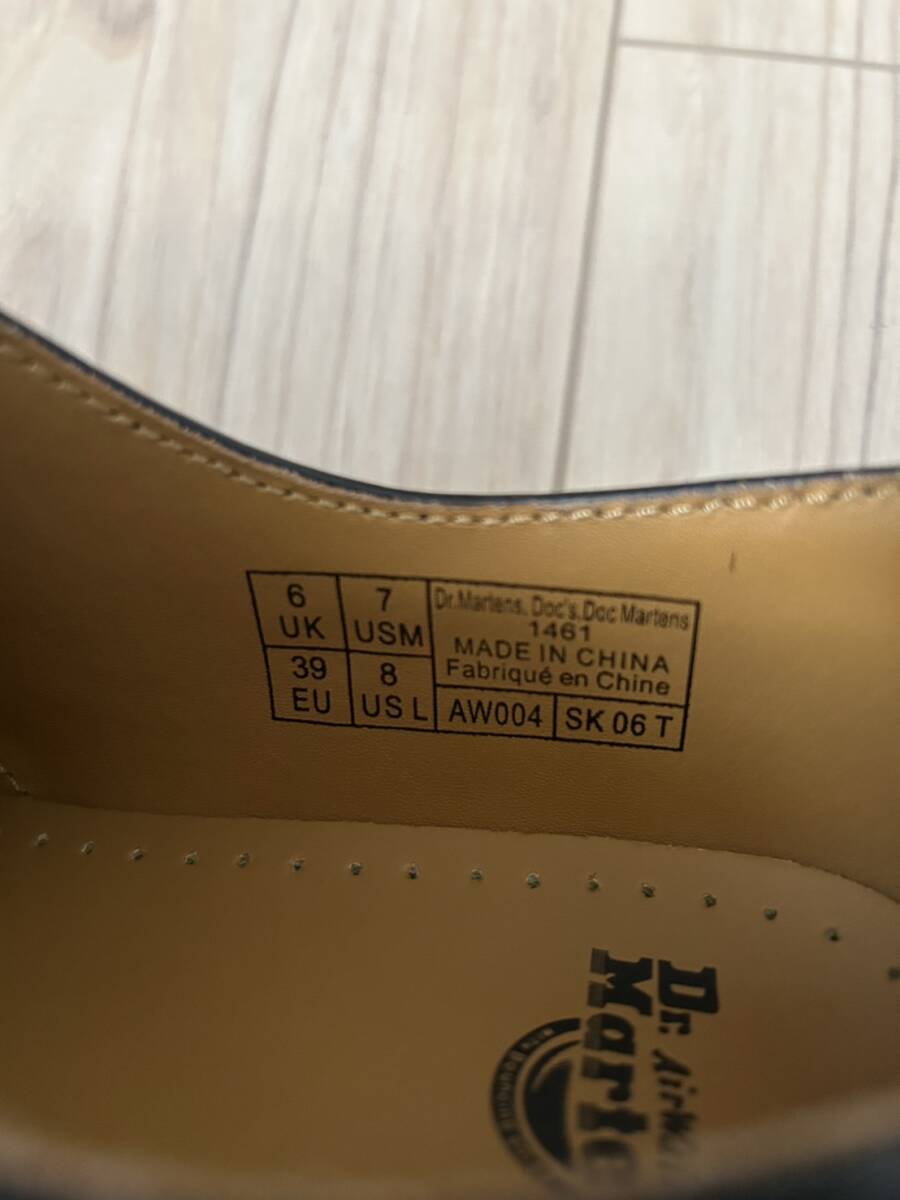 6
UK
7
USM
39
EU
8
US L
Dr.Martens, Doc's, Doc Martens
1461
MADE IN CHINA
Fabriqué en Chine
AW004
SK 06 T
Dr.